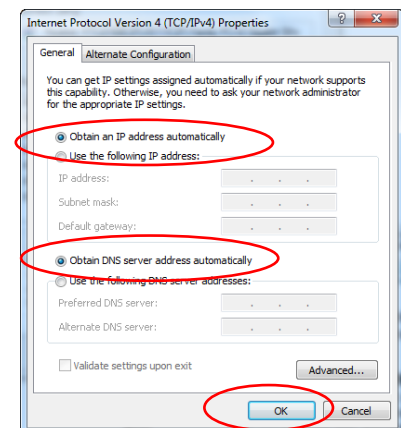 Internet Protocol Version 4 (TCP/IPv4) Properties
General
Alternate Configuration
You can get IP settings assigned automatically if your network supports
this capability. Otherwise, you need to ask your network administrator
for the appropriate IP settings.
Obtain an IP address automatically
Use the following IP address:
IP address:
Subnet mask:
Default gateway:
Obtain DNS server address automatically
Use the following DNS server addresses:
Preferred DNS server:
Alternate DNS server:
Validate settings upon exit
Advanced...
OK
Cancel